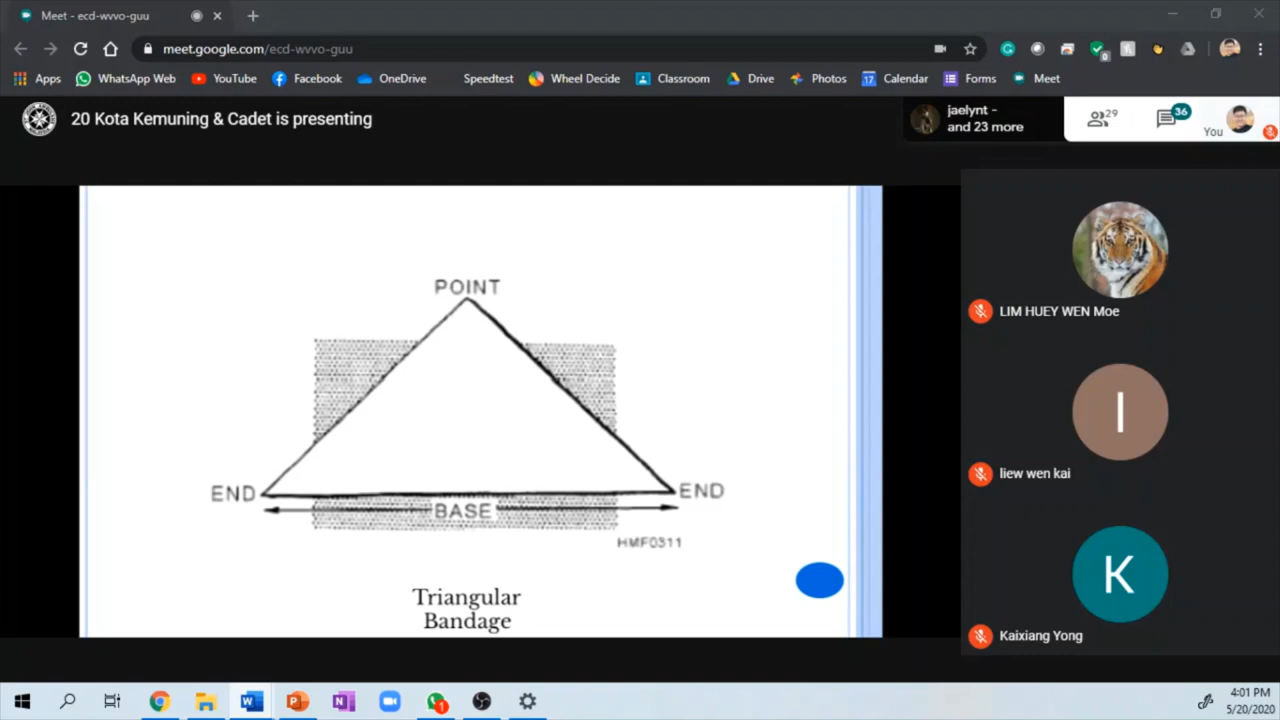 Meet - ecd-wvvo-guu
meet.google.com/ecd-wvvo-guu
Apps WhatsApp Web YouTube Facebook OneDrive Speedtest Wheel Decide Classroom Drive Photos Calendar Forms Meet
20 Kota Kemuning & Cadet is presenting
jaelynt -
and 23 more
29
36
You
POINT
END
END
BASE
HMF0311
Triangular
Bandage
LIM HUEY WEN Moe
l
liew wen kai
K
Kaixiang Yong
4:01 PM
5/20/2020